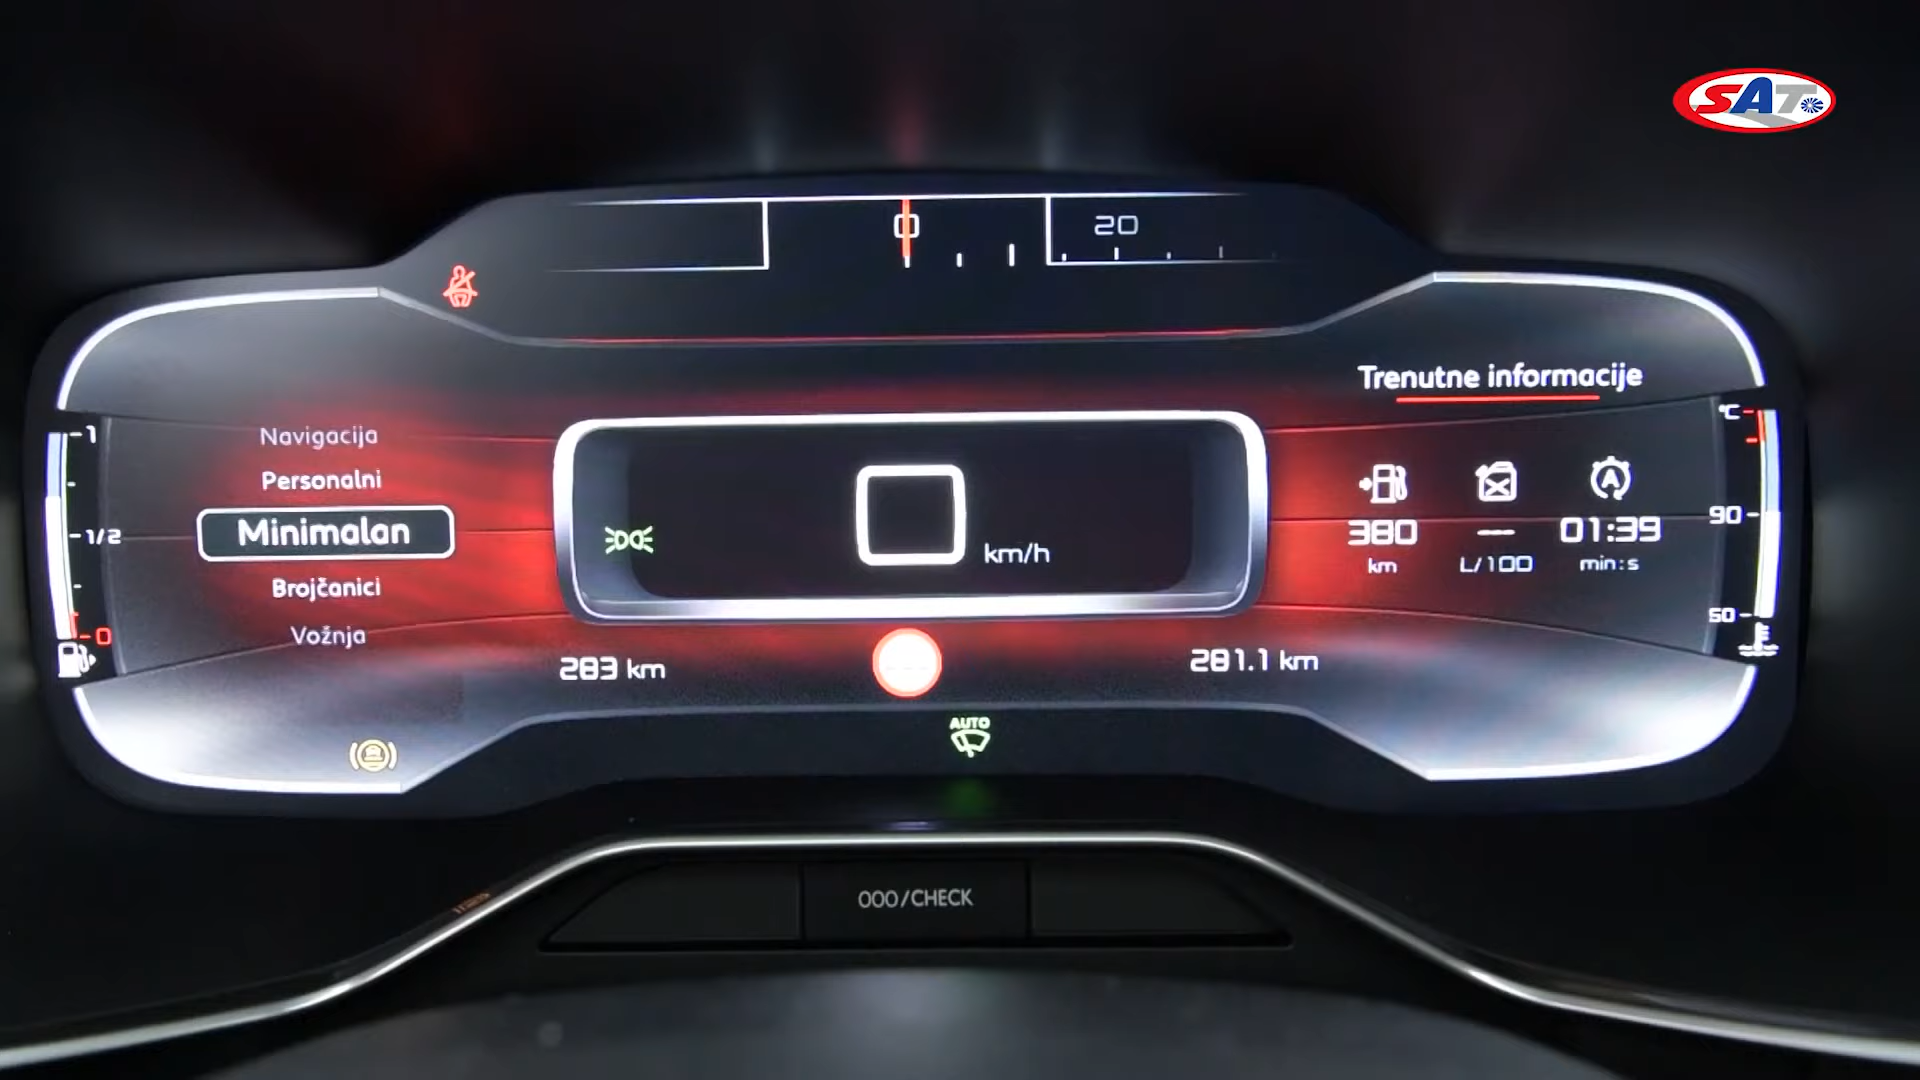 SAT
0 20
Trenutne informacije
1
1/2
0
Navigacija
Personalni
Minimalan
Brojčanici
Vožnja
0 km/h
380
km
---
L/100
01:39
min:s
°C
90
50
283 km
281.1 km
AUTO
000/CHECK